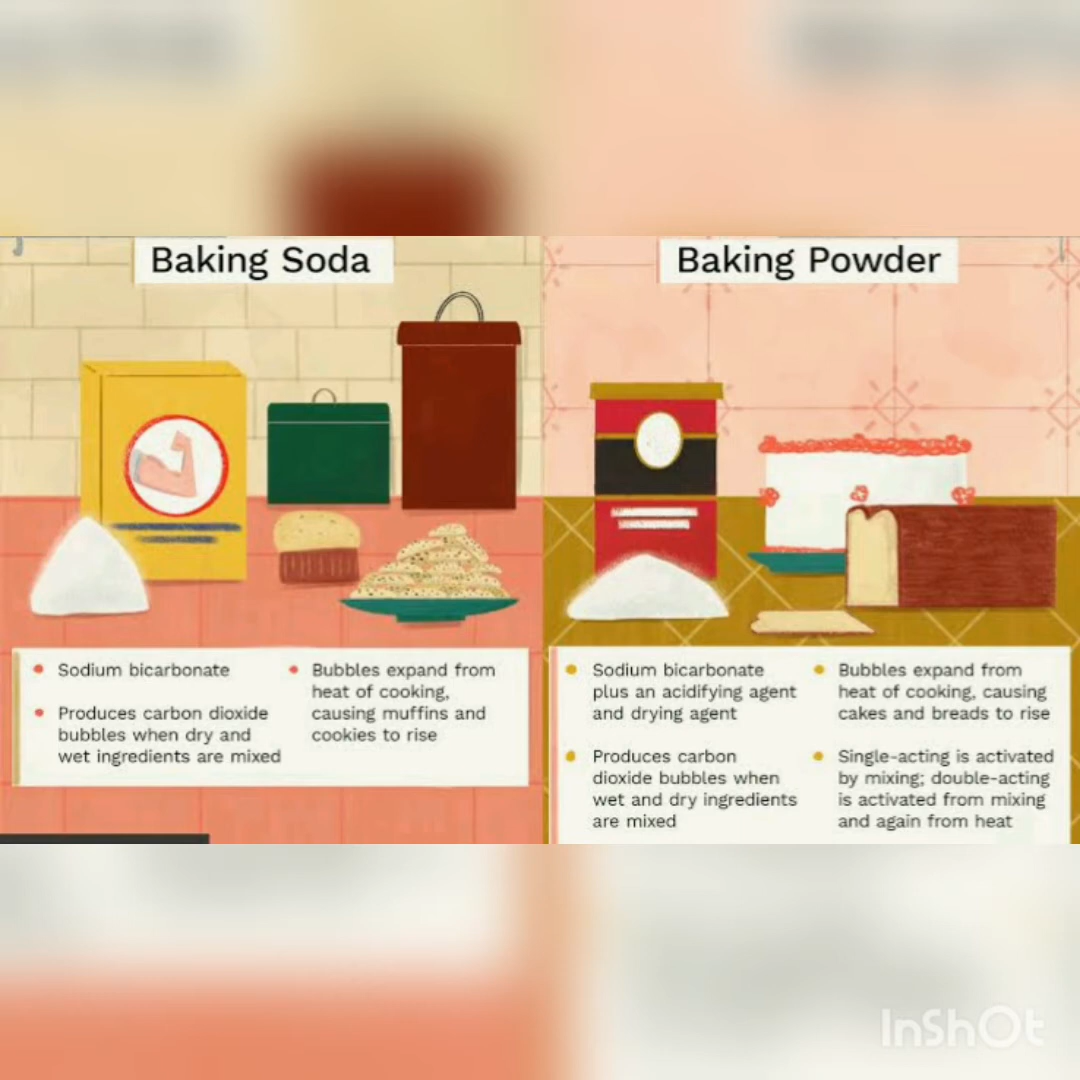 Baking Soda
Sodium bicarbonate
Produces carbon dioxide
bubbles when dry and
wet ingredients are mixed
Bubbles expand from
heat of cooking,
causing muffins and
cookies to rise
Baking Powder
Sodium bicarbonate
plus an acidifying agent
and drying agent
Produces carbon
dioxide bubbles when
wet and dry ingredients
are mixed
Bubbles expand from
heat of cooking, causing
cakes and breads to rise
Single-acting is activated
by mixing; double-acting
is activated from mixing
and again from heat
InShOt